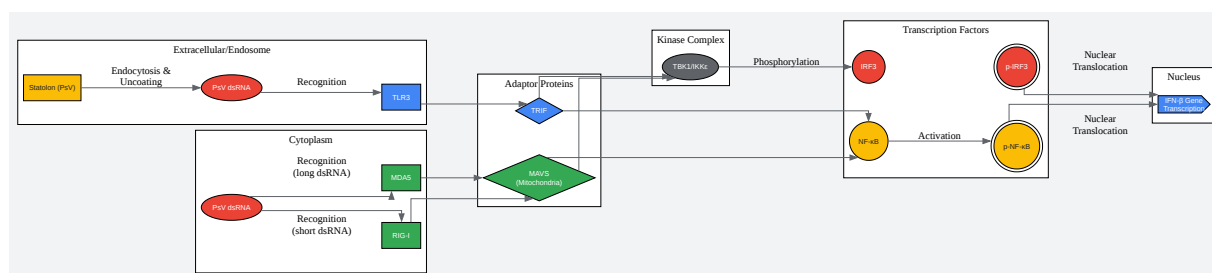 Extracellular/Endosome
Statolon (PsV)
Endocytosis &
Uncoating
PsV dsRNA
Recognition
TLR3
Cytoplasm
PsV dsRNA
Recognition
(long dsRNA)
MDA5
Recognition
(short dsRNA)
RIG-I
Adaptor Proteins
TRIF
MAVS
(Mitochondria)
Kinase Complex
TBK1/IKKε
Phosphorylation
Transcription Factors
IRF3
p-IRF3
NF-κB
Activation
p-NF-κB
Nuclear
Translocation
Nuclear
Translocation
Nucleus
IFN-β Gene
Transcription